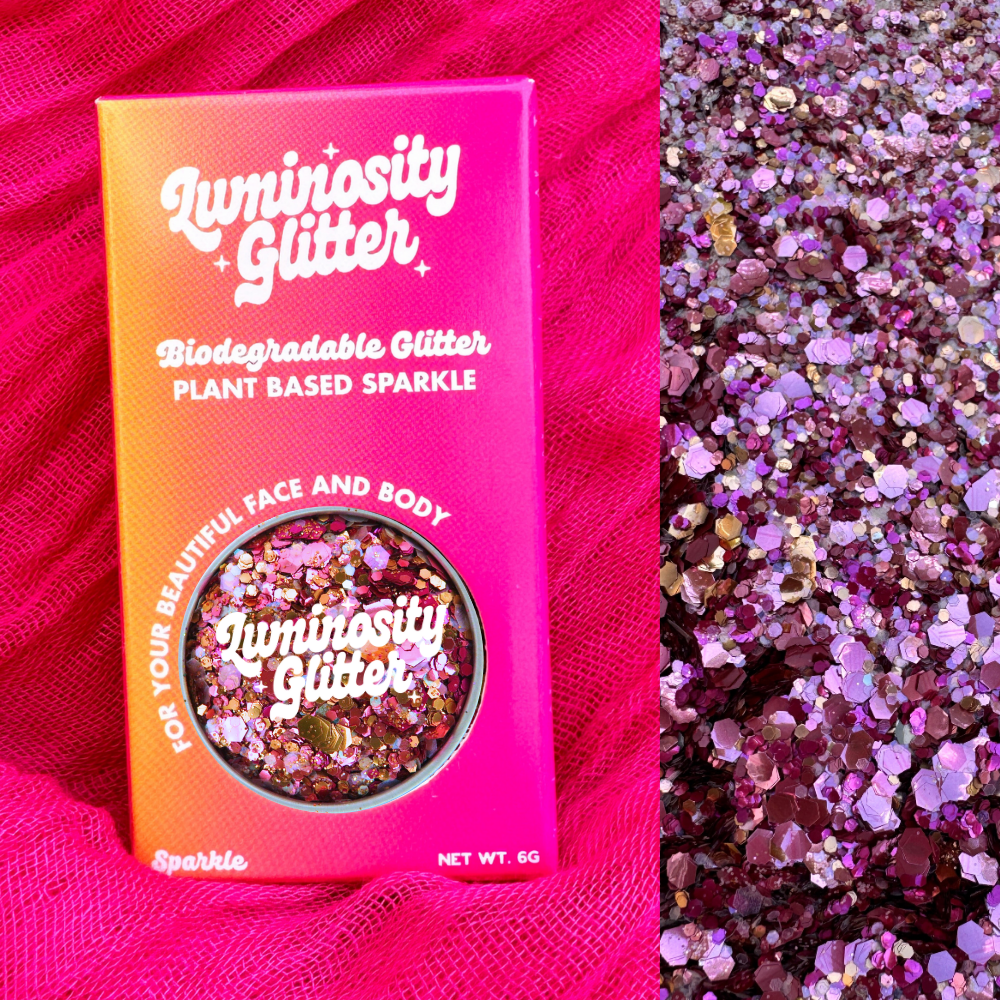 Luminosity
Glitter
Biodegradable Glitter
PLANT BASED SPARKLE
FOR YOUR BEAUTIFUL FACE AND BODY
Luminosity
Glitter
Sparkle
NET WT. 6G